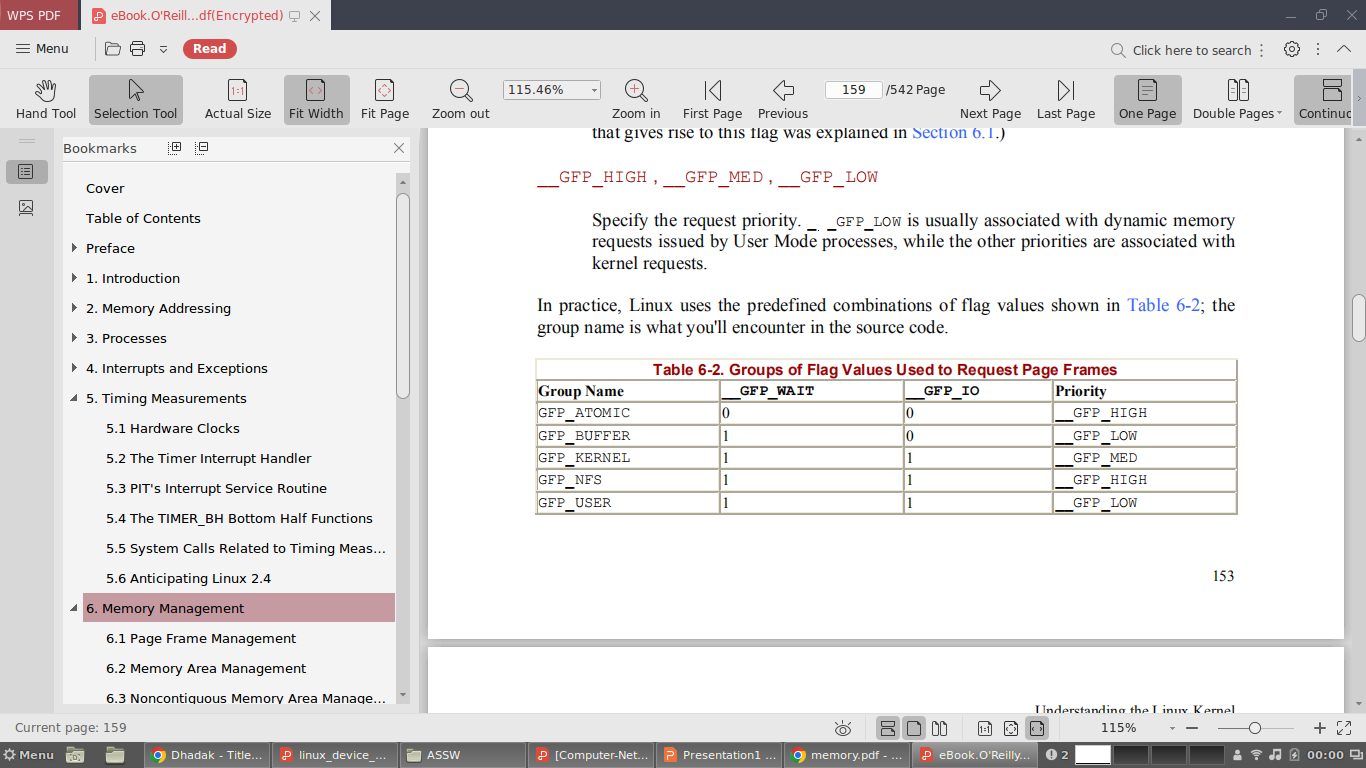 WPS PDF
eBook.O'Reill...df(Encrypted)
Menu
Read
Click here to search
Hand Tool
Selection Tool
Actual Size
Fit Width
Fit Page
Zoom out
115.46%
Zoom in
First Page
Previous
159 /542 Page
Next Page
Last Page
One Page
Double Pages
Continuc
Bookmarks
Cover
Table of Contents
Preface
1. Introduction
2. Memory Addressing
3. Processes
4. Interrupts and Exceptions
5. Timing Measurements
5.1 Hardware Clocks
5.2 The Timer Interrupt Handler
5.3 PIT's Interrupt Service Routine
5.4 The TIMER_BH Bottom Half Functions
5.5 System Calls Related to Timing Meas...
5.6 Anticipating Linux 2.4
6. Memory Management
6.1 Page Frame Management
6.2 Memory Area Management
6.3 Noncontiguous Memory Area Manage...
that gives rise to this flag was explained in Section 6.1.)
__GFP_HIGH , __GFP_MED , __GFP_LOW
Specify the request priority. _ _GFP_LOW is usually associated with dynamic memory
requests issued by User Mode processes, while the other priorities are associated with
kernel requests.
In practice, Linux uses the predefined combinations of flag values shown in Table 6-2; the
group name is what you'll encounter in the source code.
Table 6-2. Groups of Flag Values Used to Request Page Frames
Group Name __GFP_WAIT __GFP_IO Priority
GFP_ATOMIC 0 0 __GFP_HIGH
GFP_BUFFER 1 0 __GFP_LOW
GFP_KERNEL 1 1 __GFP_MED
GFP_NFS 1 1 __GFP_HIGH
GFP_USER 1 1 __GFP_LOW
153
Understanding the Linux Kernel
Current page: 159
115%
Menu
Dhadak - Title...
linux_device_...
ASSW
[Computer-Net...
Presentation1 ...
memory.pdf - ...
eBook.O'Reilly...
2
00:00